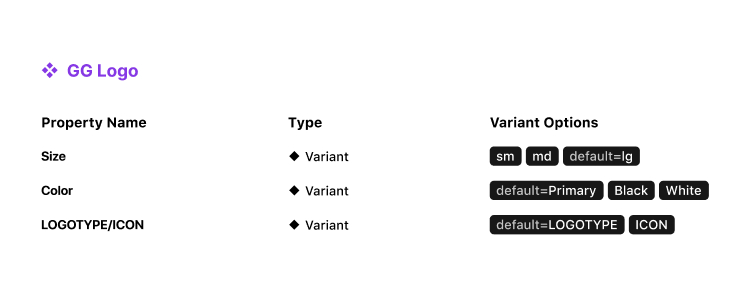 GG Logo
Property Name Type Variant Options
Size Variant sm md default=lg
Color Variant default=Primary Black White
LOGOTYPE/ICON Variant default=LOGOTYPE ICON